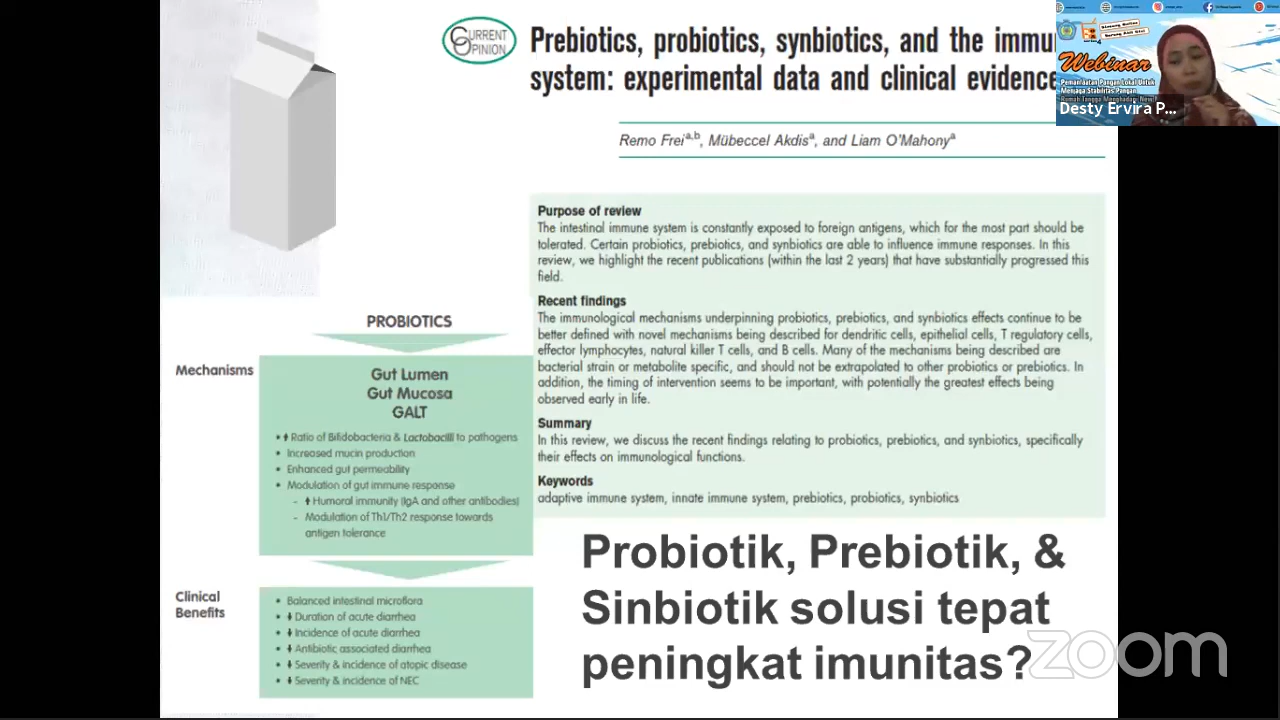 CURRENT
OPINION
Prebiotics, probiotics, synbiotics, and the immu
system: experimental data and clinical evidence
Remo Frei a,b, Mübeccel Akdis a, and Liam O'Mahony a
Webinar
Pemanfaatan Pangan Lokal Untuk
Menjaga Stabilitas Pangan
Rumah Tangga Menghadapi New
Desty Ervira P...
Purpose of review
The intestinal immune system is constantly exposed to foreign antigens, which for the most part should be
tolerated. Certain probiotics, prebiotics, and synbiotics are able to influence immune responses. In this
review, we highlight the recent publications (within the last 2 years) that have substantially progressed this
field.
Recent findings
The immunological mechanisms underpinning probiotics, prebiotics, and synbiotics effects continue to be
better defined with novel mechanisms being described for dendritic cells, epithelial cells, T regulatory cells,
effector lymphocytes, natural killer T cells, and B cells. Many of the mechanisms being described are
bacterial strain or metabolite specific, and should not be extrapolated to other probiotics or prebiotics. In
addition, the timing of intervention seems to be important, with potentially the greatest effects being
observed early in life.
Summary
In this review, we discuss the recent findings relating to probiotics, prebiotics, and synbiotics, specifically
their effects on immunological functions.
Keywords
adaptive immune system, innate immune system, prebiotics, probiotics, synbiotics
PROBIOTICS
Mechanisms
Gut Lumen
Gut Mucosa
GALT
• ⬆ Ratio of Bifidobacteria & Lactobacilli to pathogens
• Increased mucin production
• Enhanced gut permeability
• Modulation of gut immune response
- ⬆ Humoral immunity (IgA and other antibodies)
- Modulation of Th1/Th2 response towards
antigen tolerance
Clinical
Benefits
• Balanced intestinal microflora
• ⬇ Duration of acute diarrhea
• ⬇ Incidence of acute diarrhea
• ⬇ Antibiotic associated diarrhea
• ⬇ Severity & incidence of atopic disease
• ⬇ Severity & incidence of NEC
Probiotik, Prebiotik, &
Sinbiotik solusi tepat
peningkat imunitas?
zoom